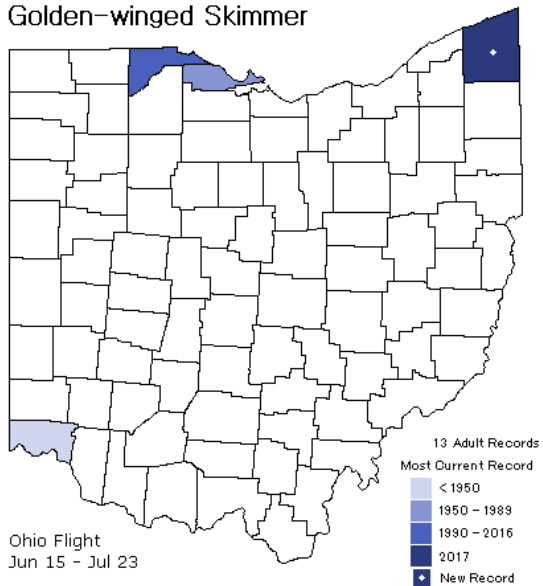 Golden-winged Skimmer
13 Adult Records
Most Current Record
< 1950
1950 - 1989
1990 - 2016
2017
New Record
Ohio Flight
Jun 15 - Jul 23